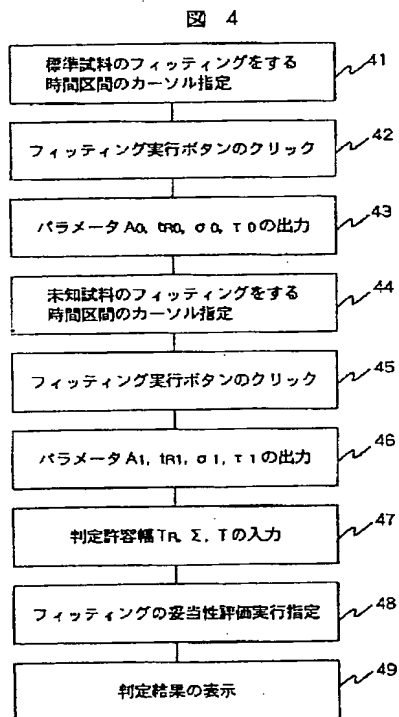 図 4
標準試料のフィッティングをする
時間区間のカーソル指定
41
フィッティング実行ボタンのクリック
42
パラメータ A0, tR0, σ0, τ0の出力
43
未知試料のフィッティングをする
時間区間のカーソル指定
44
フィッティング実行ボタンのクリック
45
パラメータ A1, tR1, σ1, τ1の出力
46
判定許容幅TR, Σ, Tの入力
47
フィッティングの妥当性評価実行指定
48
判定結果の表示
49